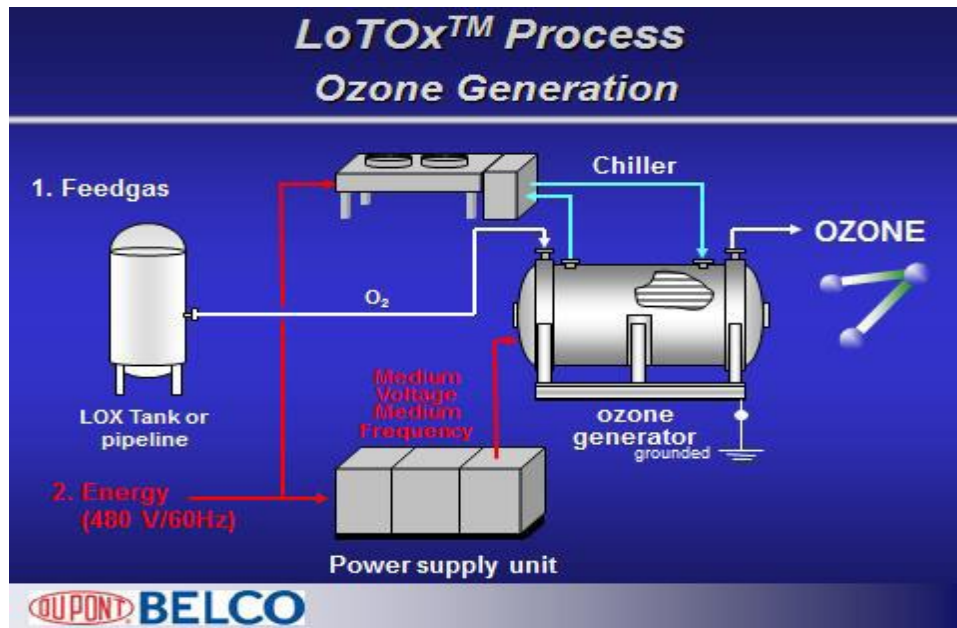 LoTOx™ Process
Ozone Generation
1. Feedgas
Chiller
OZONE
O₂
LOX Tank or
pipeline
Medium
Voltage
Medium
Frequency
ozone
generator
grounded
2. Energy
(480 V/60Hz)
Power supply unit
DUPONT BELCO